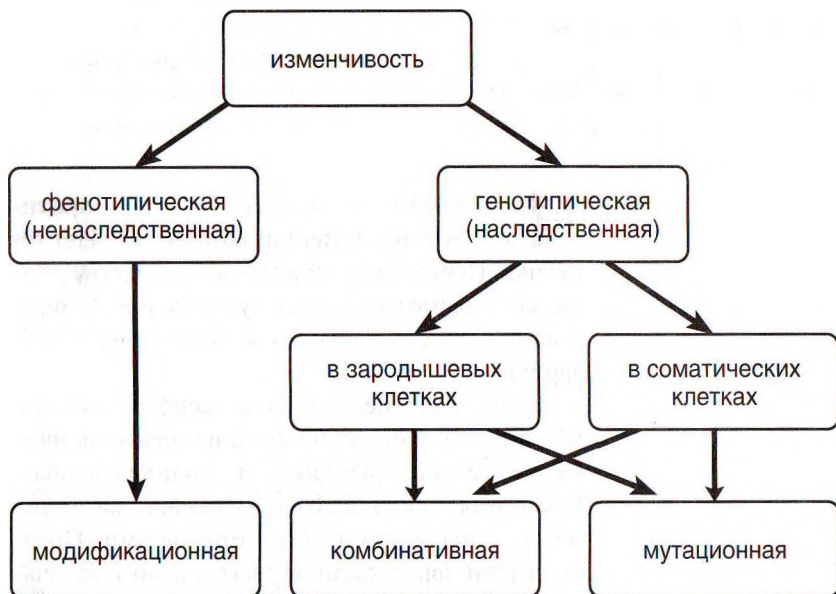 изменчивость
фенотипическая
(ненаследственная)
генотипическая
(наследственная)
в зародышевых
клетках
в соматических
клетках
модификационная
комбинативная
мутационная